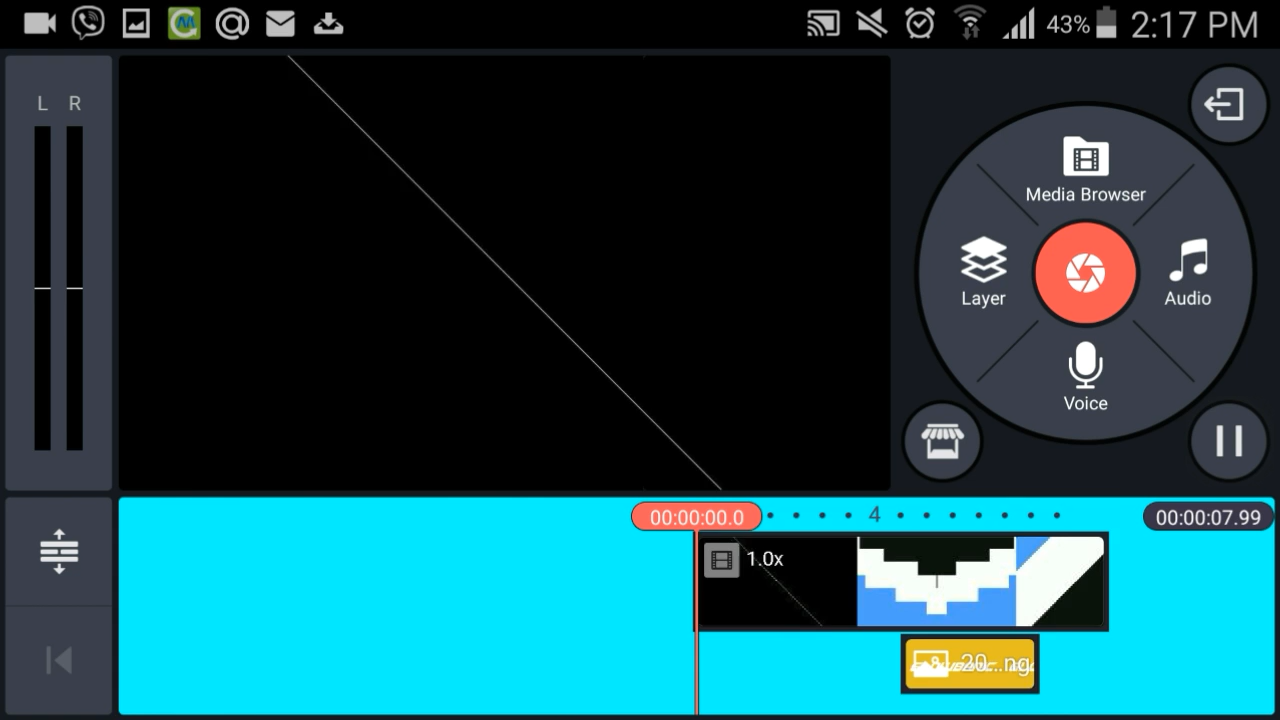 43% 2:17 PM
L R
Media Browser
Layer
Audio
Voice
00:00:00.0 4 00:00:07.99
1.0x
20...ng